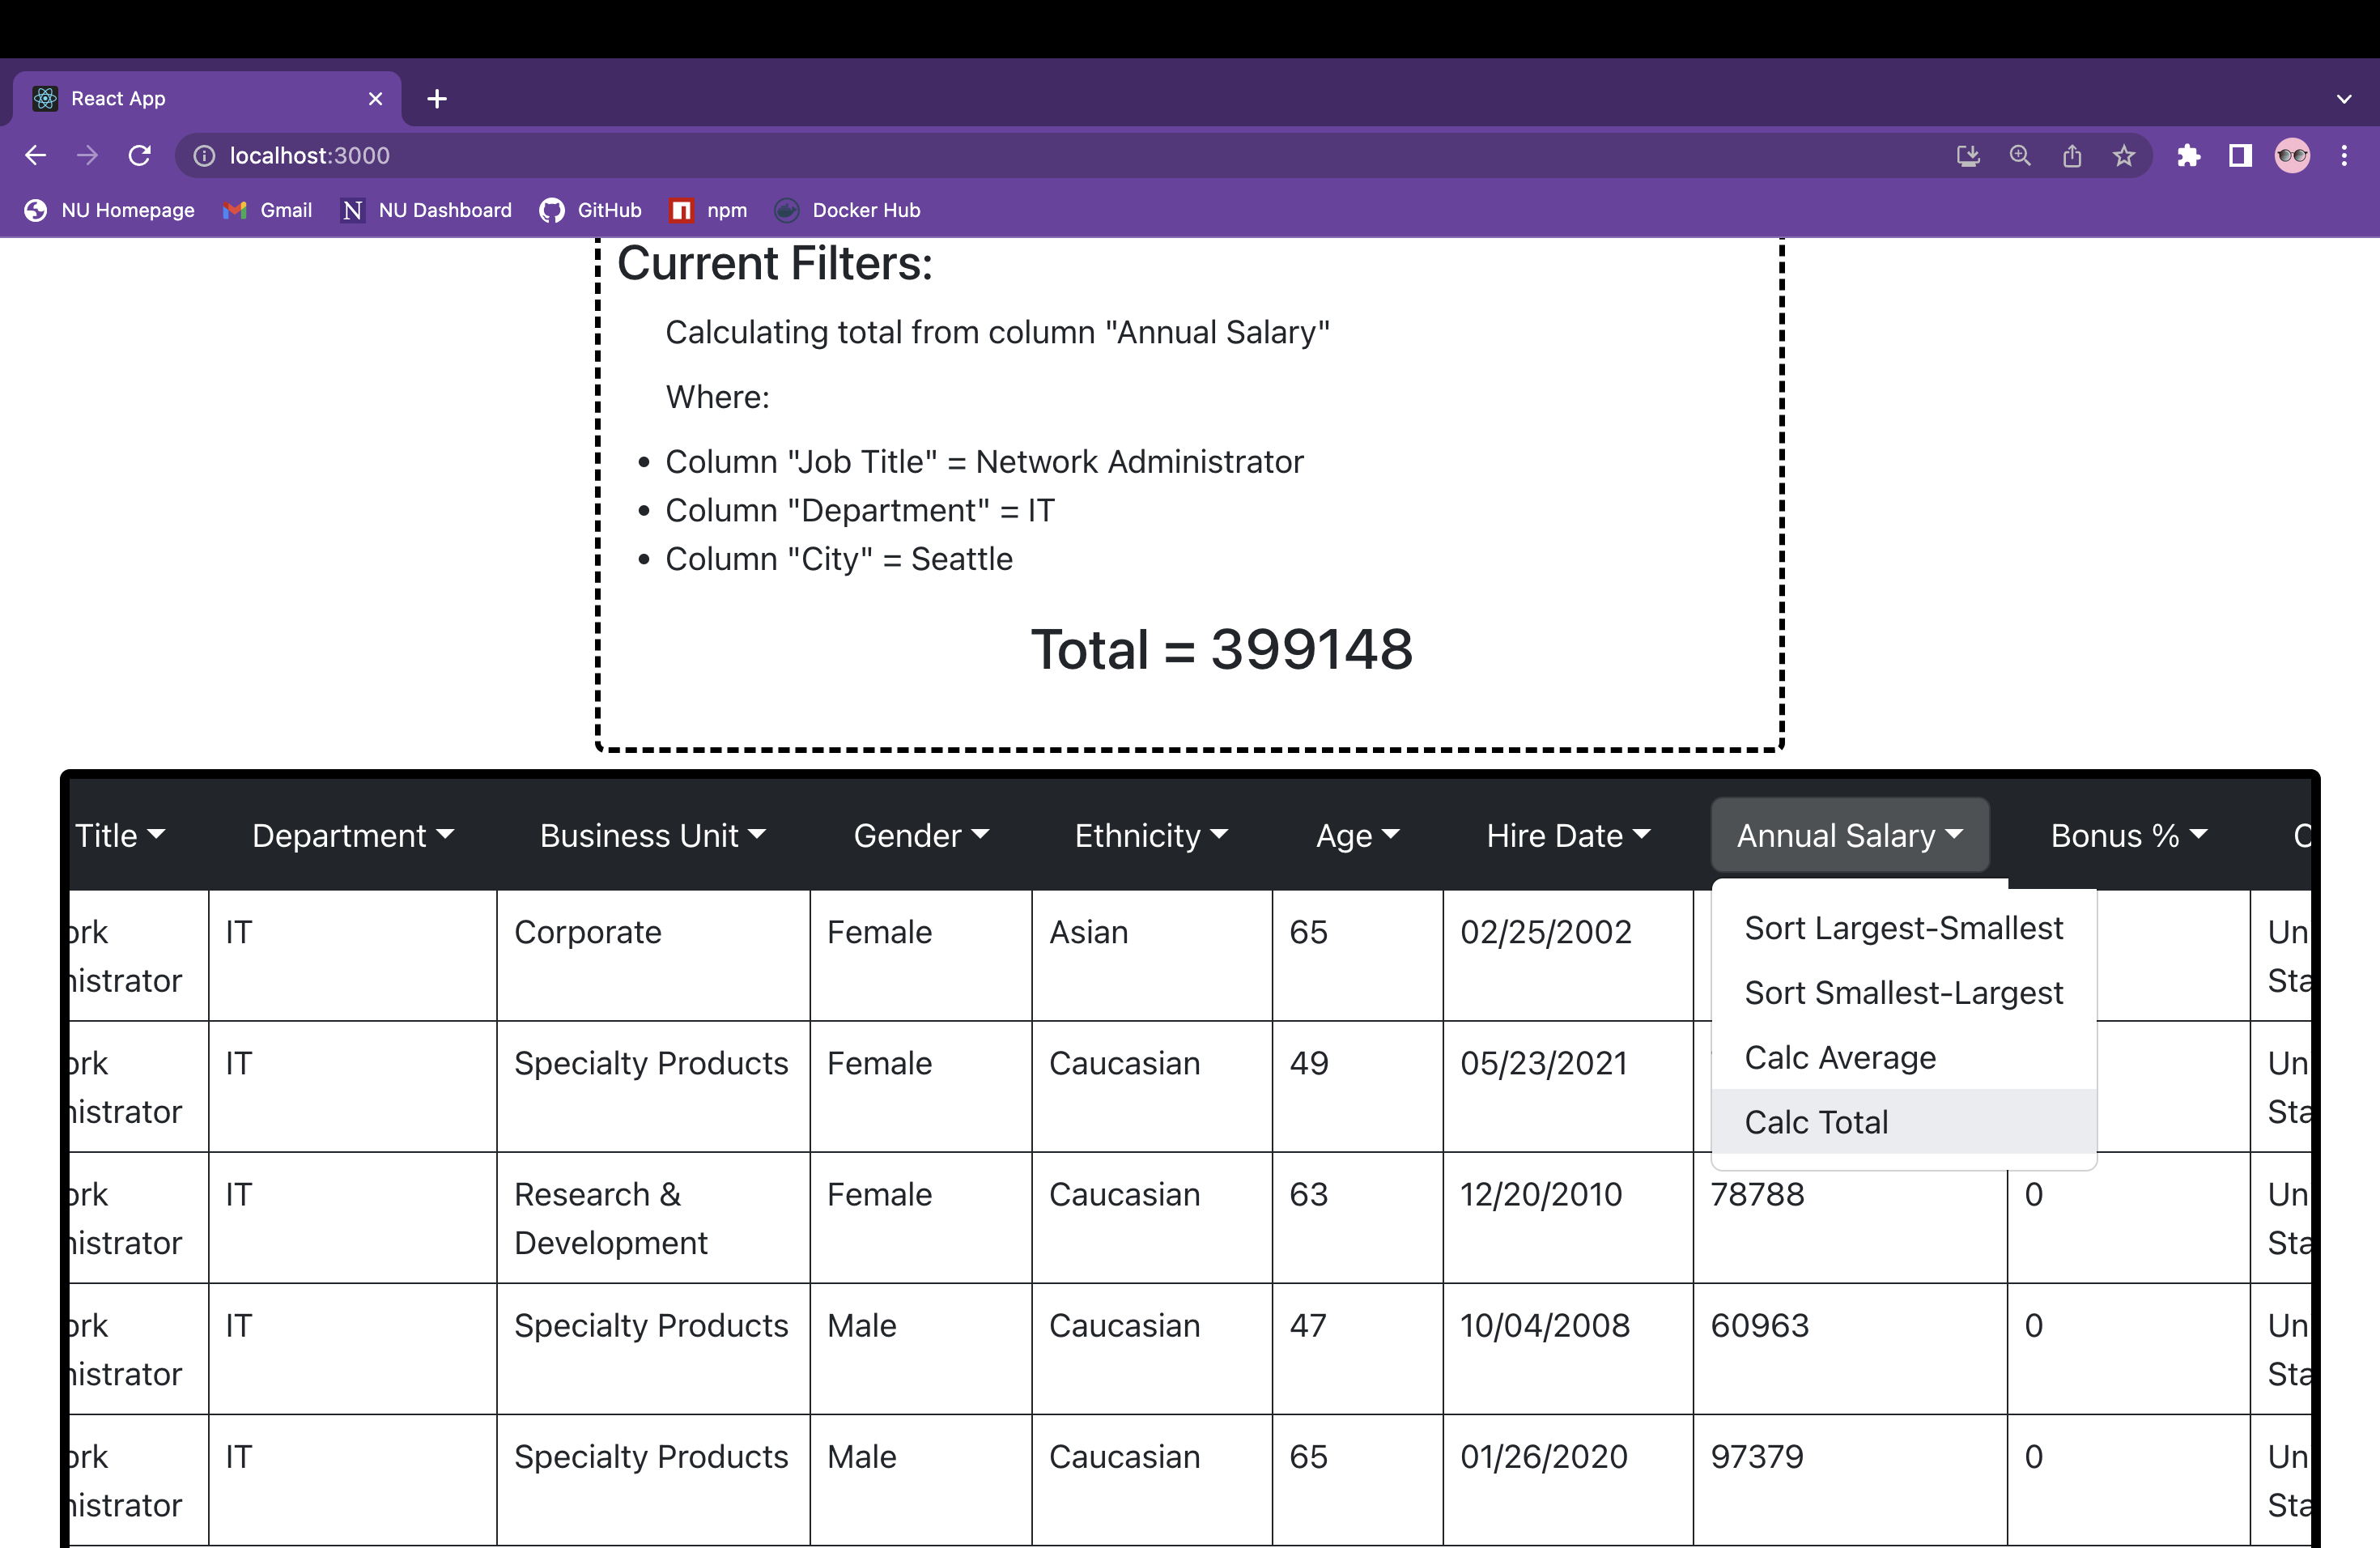 React App
localhost:3000
NU Homepage Gmail NU Dashboard GitHub npm Docker Hub
Current Filters:
Calculating total from column "Annual Salary"
Where:
Column "Job Title" = Network Administrator
Column "Department" = IT
Column "City" = Seattle
Total = 399148
Title Department Business Unit Gender Ethnicity Age Hire Date Annual Salary Bonus % C
Sort Largest-Smallest
Sort Smallest-Largest
Calc Average
Calc Total
ork IT Corporate Female Asian 65 02/25/2002 Un
nistrator Sta
ork IT Specialty Products Female Caucasian 49 05/23/2021 Un
nistrator Sta
ork IT Research & Female Caucasian 63 12/20/2010 78788 0 Un
nistrator Development Sta
ork IT Specialty Products Male Caucasian 47 10/04/2008 60963 0 Un
nistrator Sta
ork IT Specialty Products Male Caucasian 65 01/26/2020 97379 0 Un
nistrator Sta